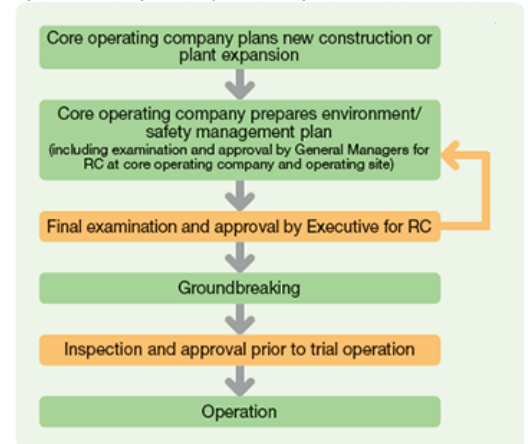 Core operating company plans new construction or
plant expansion
Core operating company prepares environment/
safety management plan
(including examination and approval by General Managers for
RC at core operating company and operating site)
Final examination and approval by Executive for RC
Groundbreaking
Inspection and approval prior to trial operation
Operation